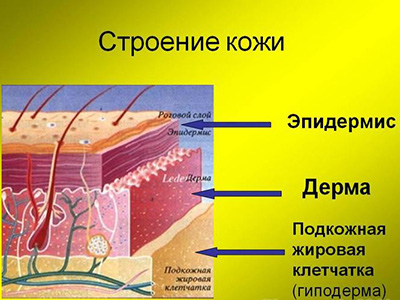 Строение кожи
Роговой слой
Эпидермис
Дерма
Подкожная
жировая
клетчатка
Эпидермис
Дерма
Подкожная
жировая
клетчатка
(гиподерма)